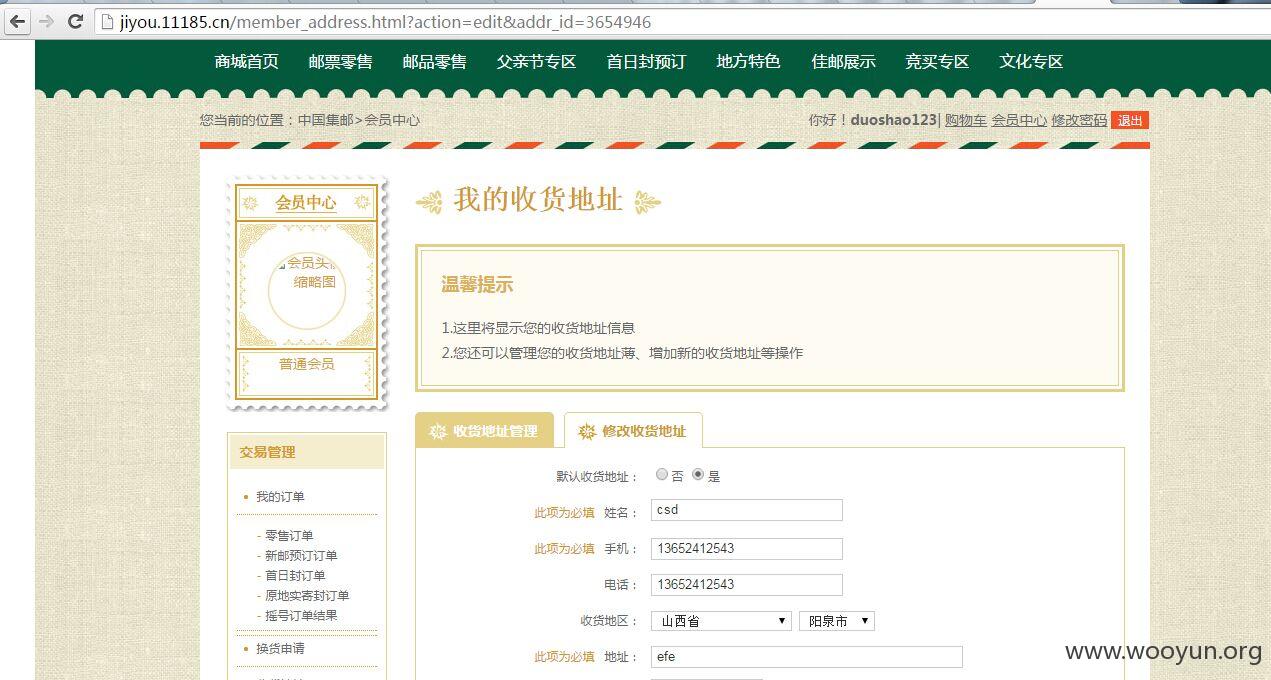 jiyou.11185.cn/member_address.html?action=edit&addr_id=3654946
商城首页 邮票零售 邮品零售 父亲节专区 首日封预订 地方特色 佳邮展示 竞买专区 文化专区
您当前的位置：中国集邮>会员中心 你好！duoshao123| 购物车 会员中心 修改密码 退出
会员中心
会员头
缩略图
普通会员
交易管理
我的订单
- 零售订单
- 新邮预订订单
- 首日封订单
- 原地实寄封订单
- 摇号订单结果
换货申请
我的收货地址
温馨提示
1.这里将显示您的收货地址信息
2.您还可以管理您的收货地址薄、增加新的收货地址等操作
收货地址管理 修改收货地址
默认收货地址： 否 是
此项为必填 姓名： csd
此项为必填 手机： 13652412543
电话： 13652412543
收货地区： 山西省 阳泉市
此项为必填 地址： efe
www.wooyun.org